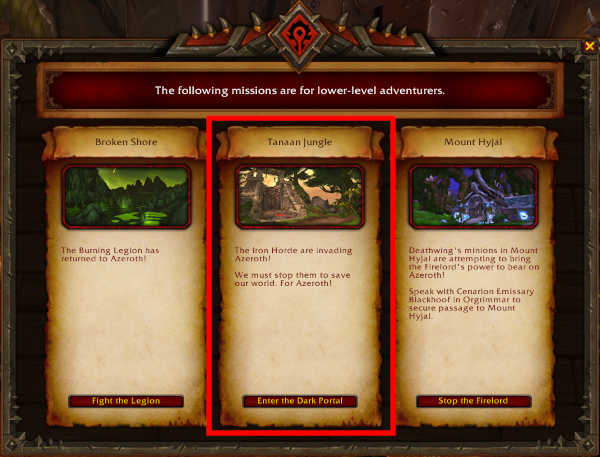 The following missions are for lower-level adventurers.
Broken Shore
The Burning Legion has
returned to Azeroth!
Fight the Legion
Tanaan Jungle
The Iron Horde are invading
Azeroth!
We must stop them to save
our world. For Azeroth!
Enter the Dark Portal
Mount Hyjal
Deathwing's minions in Mount
Hyjal are attempting to bring
the Firelord's power to bear on
Azeroth!
Speak with Cenarion Emissary
Blackhoof in Orgrimmar to
secure passage to Mount
Hyjal.
Stop the Firelord